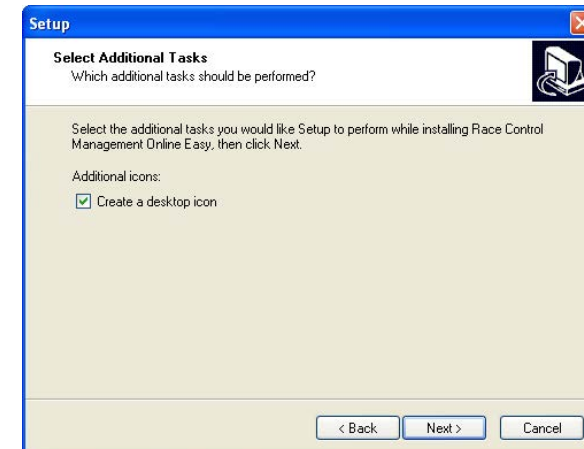 Setup
Select Additional Tasks
Which additional tasks should be performed?
Select the additional tasks you would like Setup to perform while installing Race Control
Management Online Easy, then click Next.
Additional icons:
Create a desktop icon
< Back
Next >
Cancel